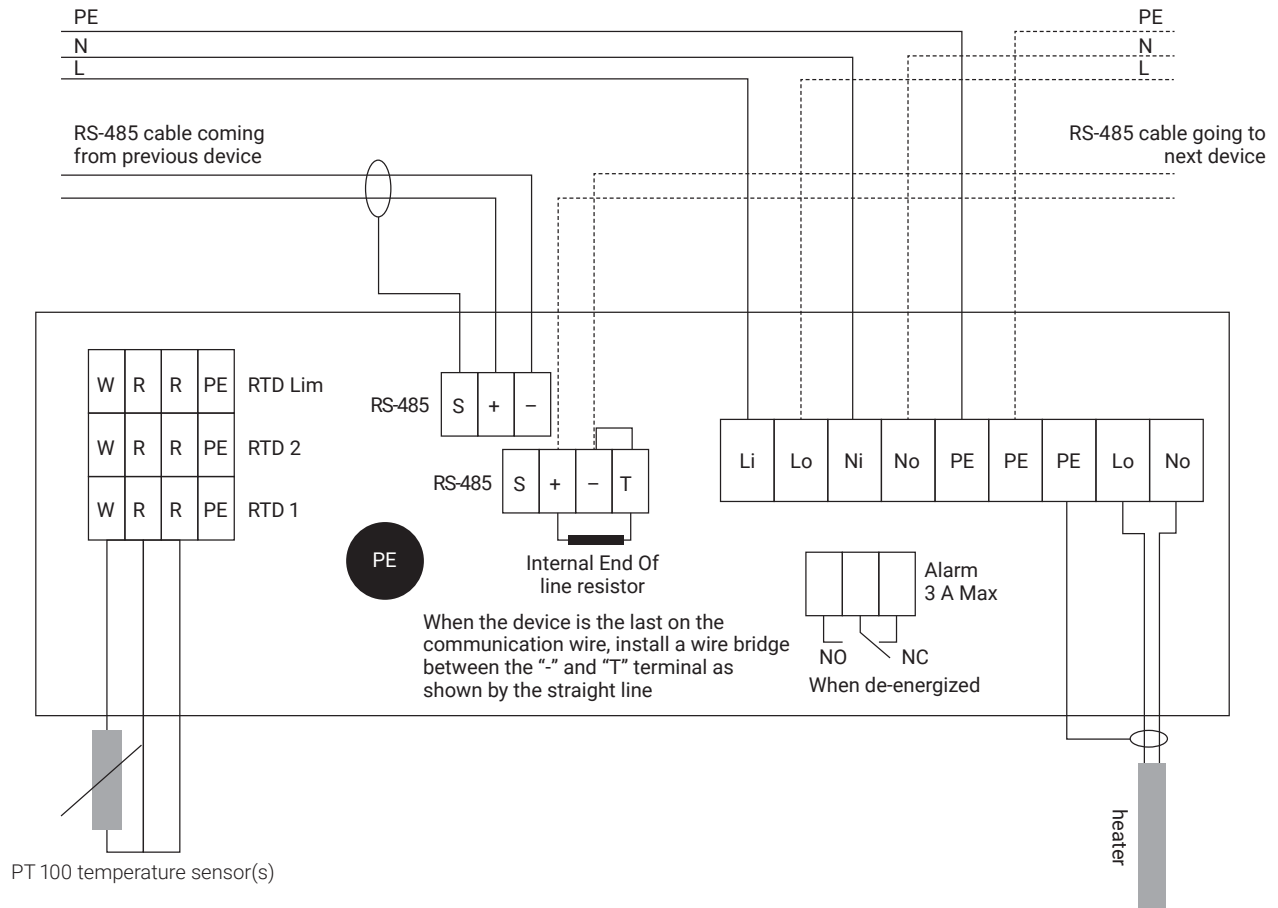 PE
N
L
PE
N
L
RS-485 cable coming
from previous device
RS-485 cable going to
next device
W R R PE RTD Lim
W R R PE RTD 2
W R R PE RTD 1
RS-485 S + –
RS-485 S + – T
Li Lo Ni No PE PE PE Lo No
PE
Internal End Of
line resistor
When the device is the last on the
communication wire, install a wire bridge
between the “-” and “T” terminal as
shown by the straight line
Alarm
3 A Max
NO NC
When de-energized
heater
PT 100 temperature sensor(s)